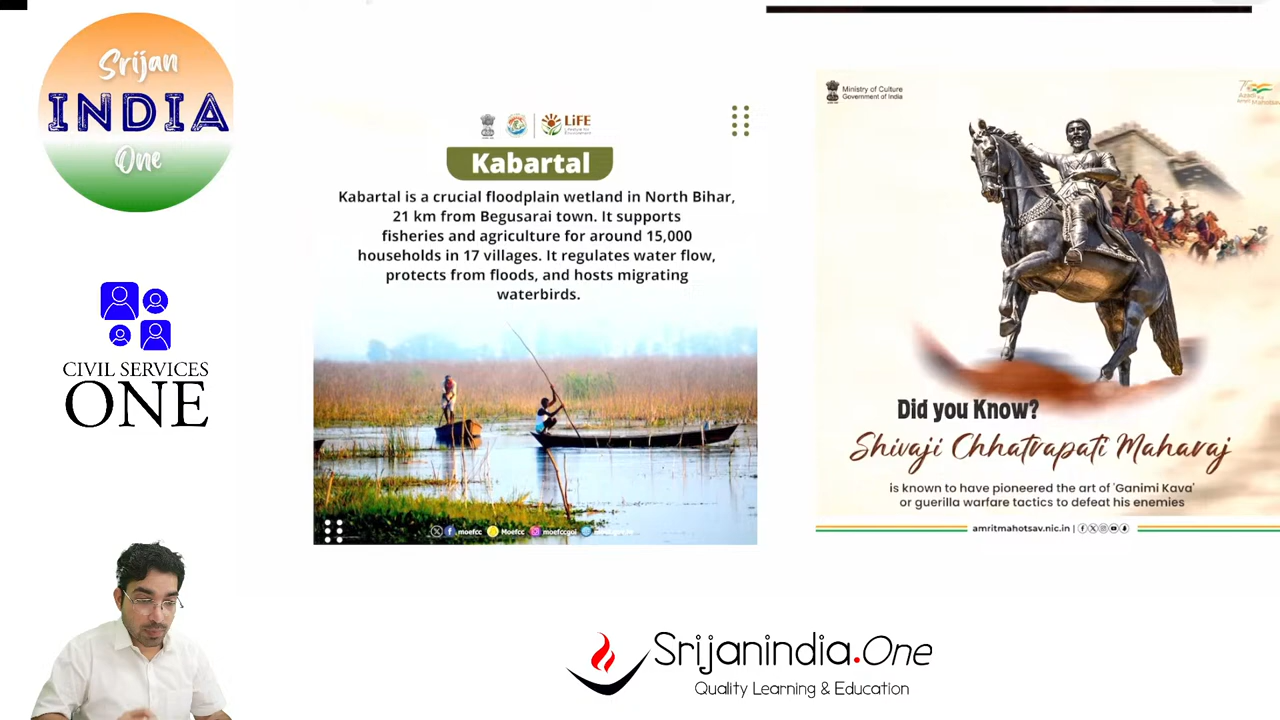 Srijan
INDIA
One
CIVIL SERVICES
ONE
LiFE
Kabartal
Kabartal is a crucial floodplain wetland in North Bihar,
21 km from Begusarai town. It supports
fisheries and agriculture for around 15,000
households in 17 villages. It regulates water flow,
protects from floods, and hosts migrating
waterbirds.
moefcc
Moefcc
moefccgoi
Ministry of Culture
Government of India
Did you Know?
Shivaji Chhatrapati Maharaj
is known to have pioneered the art of 'Ganimi Kava'
or guerilla warfare tactics to defeat his enemies
amritmahotsav.nic.in |
Srijanindia.One
Quality Learning & Education